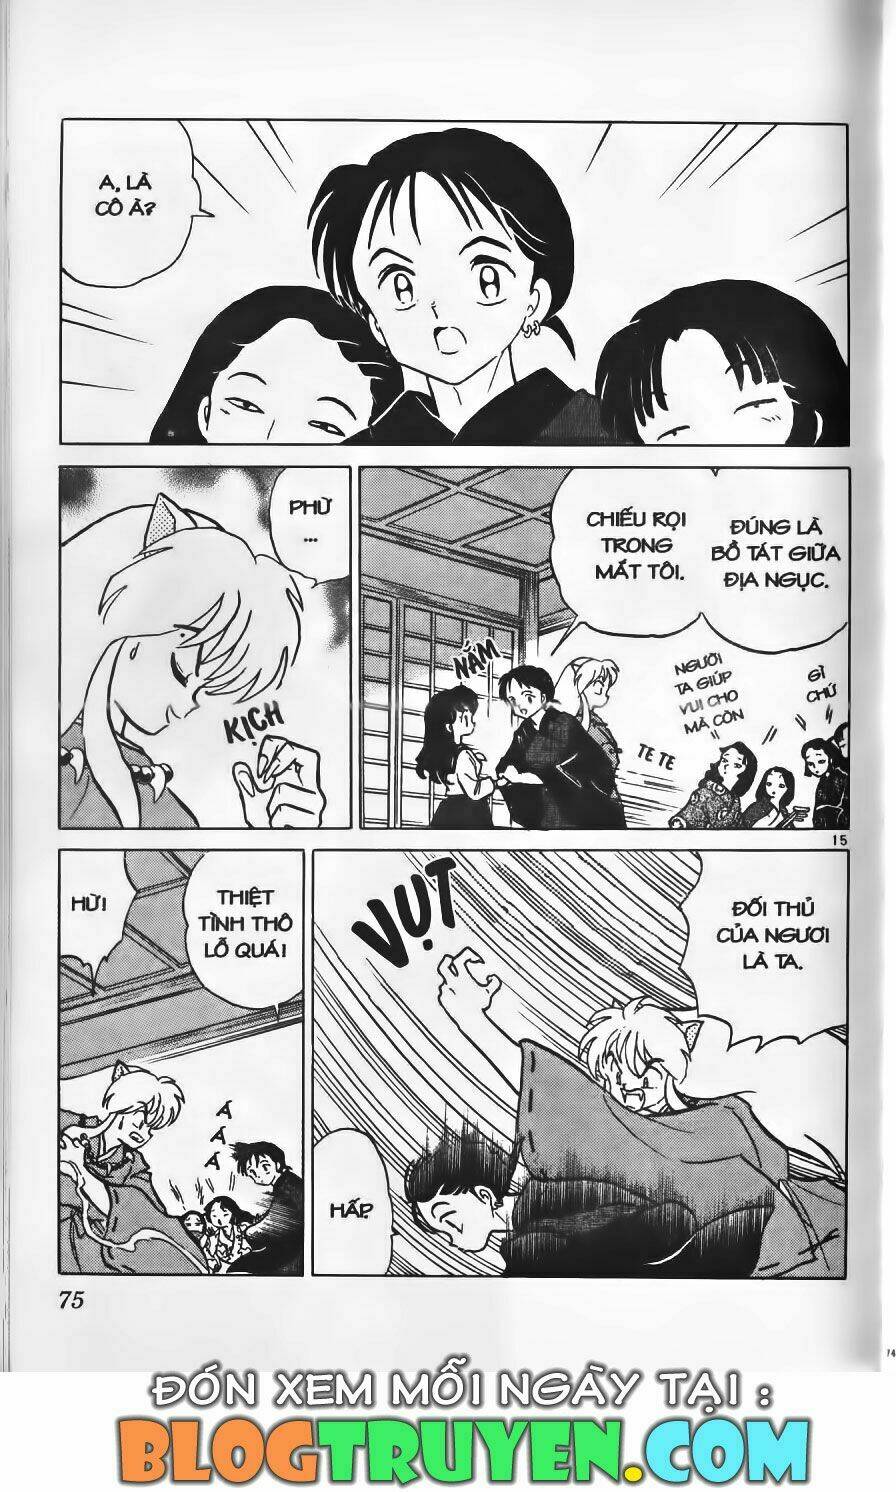 A, LÀ
CÔ À?
ĐÚNG LÀ
BỒ TÁT GIỮA
ĐỊA NGỤC.
CHIẾU RỌI
TRONG
MẮT TÔI.
NẮM
NGƯỜI
TA GIÚP
VUI CHO
MÀ CÒN
GÌ
CHỨ
TE TE
15
PHÙ
...
KỊCH
ĐỐI THỦ
CỦA NGƯƠI
LÀ TA.
VỤT
HẤP.
THIỆT
TÌNH THÔ
LỖ QUÁ!
HỪ!
Á
Á
Á
75
74
ĐÓN XEM MỖI NGÀY TẠI :
BLOGTRUYEN.COM